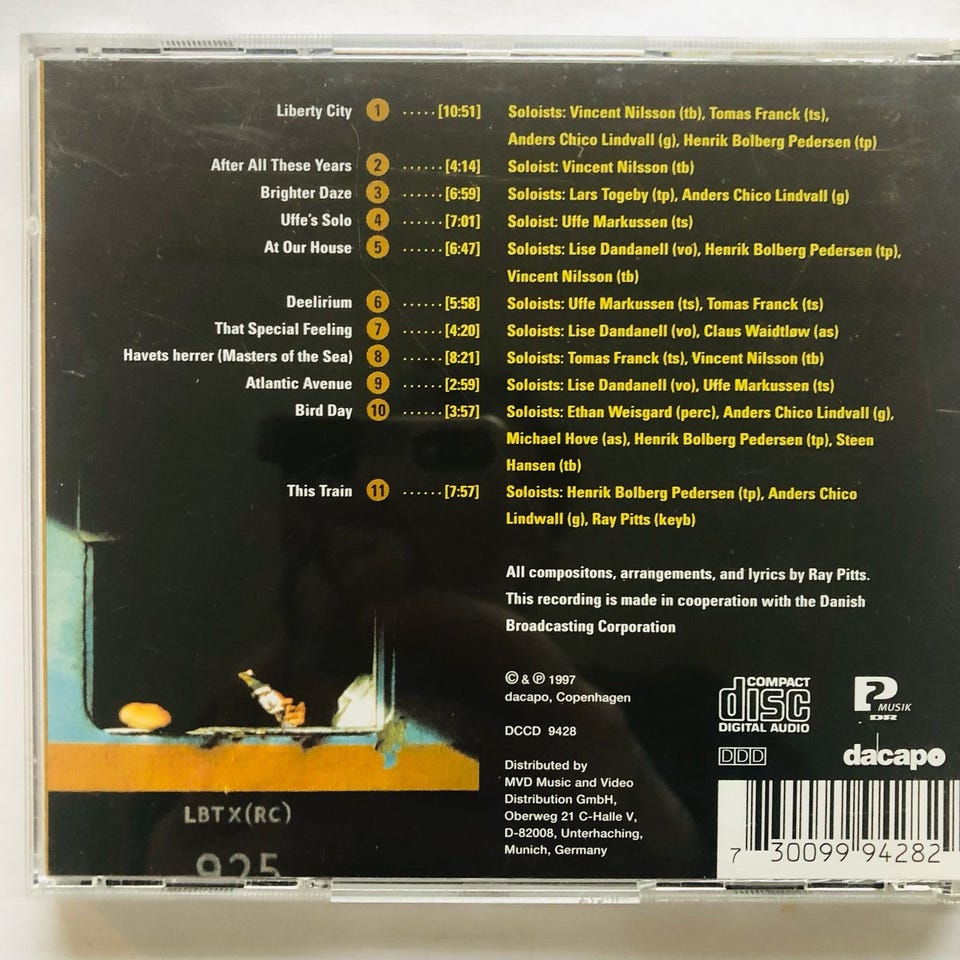 Liberty City 1 .....[10:51] Soloists: Vincent Nilsson (tb), Tomas Franck (ts),
Anders Chico Lindvall (g), Henrik Bolberg Pedersen (tp)
After All These Years 2 ......[4:14] Soloist: Vincent Nilsson (tb)
Brighter Daze 3 ......[6:59] Soloists: Lars Togeby (tp), Anders Chico Lindvall (g)
Uffe's Solo 4 ......[7:01] Soloist: Uffe Markussen (ts)
At Our House 5 ......[6:47] Soloists: Lise Dandanell (vo), Henrik Bolberg Pedersen (tp),
Vincent Nilsson (tb)
Deelirium 6 ......[5:58] Soloists: Uffe Markussen (ts), Tomas Franck (ts)
That Special Feeling 7 ......[4:20] Soloists: Lise Dandanell (vo), Claus Waidtløw (as)
Havets herrer (Masters of the Sea) 8 ......[8:21] Soloists: Tomas Franck (ts), Vincent Nilsson (tb)
Atlantic Avenue 9 ......[2:59] Soloists: Lise Dandanell (vo), Uffe Markussen (ts)
Bird Day 10 ......[3:57] Soloists: Ethan Weisgard (perc), Anders Chico Lindvall (g),
Michael Hove (as), Henrik Bolberg Pedersen (tp), Steen
Hansen (tb)
This Train 11 ......[7:57] Soloists: Henrik Bolberg Pedersen (tp), Anders Chico
Lindwall (g), Ray Pitts (keyb)
All compositons, arrangements, and lyrics by Ray Pitts.
This recording is made in cooperation with the Danish
Broadcasting Corporation
© & ℗ 1997
dacapo, Copenhagen
DCCD 9428
Distributed by
MVD Music and Video
Distribution GmbH,
Oberweg 21 C-Halle V,
D-82008, Unterhaching,
Munich, Germany
COMPACT
disc
DIGITAL AUDIO
DDD
P2
MUSIK
DR
dacapo
7 30099 94282
LBTX(RC)
925